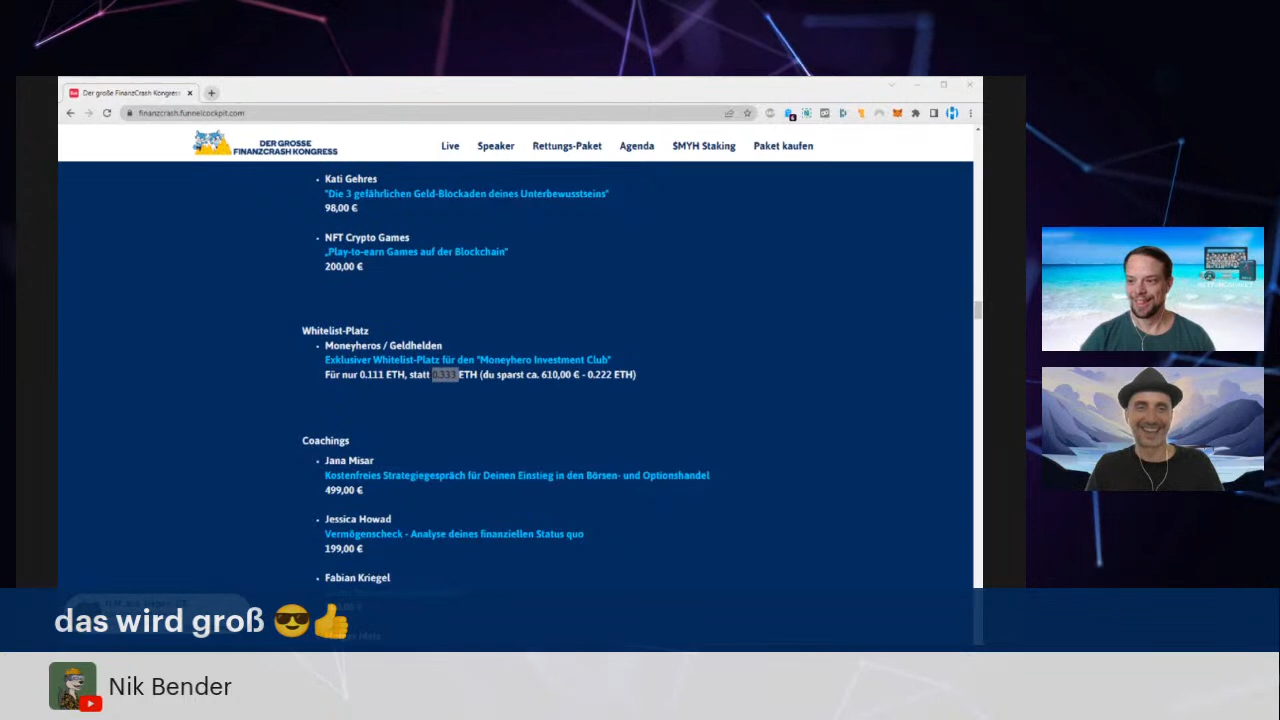 Der große FinanzCrash Kongress
finanzcrash.funnelcockpit.com
DER GROSSE
FINANZCRASH KONGRESS
Live Speaker Rettungs-Paket Agenda $MYH Staking Paket kaufen
• Kati Gehres
"Die 3 gefährlichen Geld-Blockaden deines Unterbewusstseins"
98,00 €
• NFT Crypto Games
„Play-to-earn Games auf der Blockchain"
200,00 €
Whitelist-Platz
• Moneyheros / Geldhelden
Exklusiver Whitelist-Platz für den "Moneyhero Investment Club"
Für nur 0.111 ETH, statt 0.333 ETH (du sparst ca. 610,00 € - 0.222 ETH)
Coachings
• Jana Misar
Kostenfreies Strategiegespräch für Deinen Einstieg in den Börsen- und Optionshandel
499,00 €
• Jessica Howad
Vermögenscheck - Analyse deines finanziellen Status quo
199,00 €
• Fabian Kriegel
das wird groß 😎👍
Nik Bender